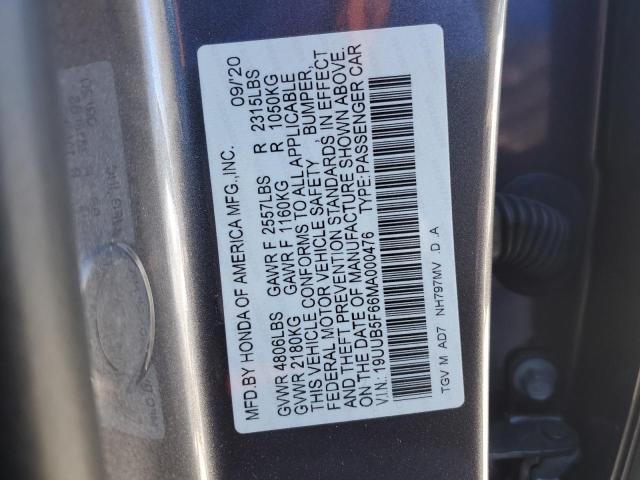 MFD.BY HONDA OF AMERICA MFG.,INC. 09/'20
GVWR 4806LBS GAWR F 2557LBS R 2315LBS
GVWR 2180KG GAWR F 1160KG R 1050KG
THIS VEHICLE CONFORMS TO ALL APPLICABLE
FEDERAL MOTOR VEHICLE SAFETY , BUMPER,
AND THEFT PREVENTION STANDARDS IN EFFECT
ON THE DATE OF MANUFACTURE SHOWN ABOVE.
V.I.N.: 19UUB5F66MA000476 TYPE:PASSENGER CAR
TGV M AD7 NH797MV .D .A